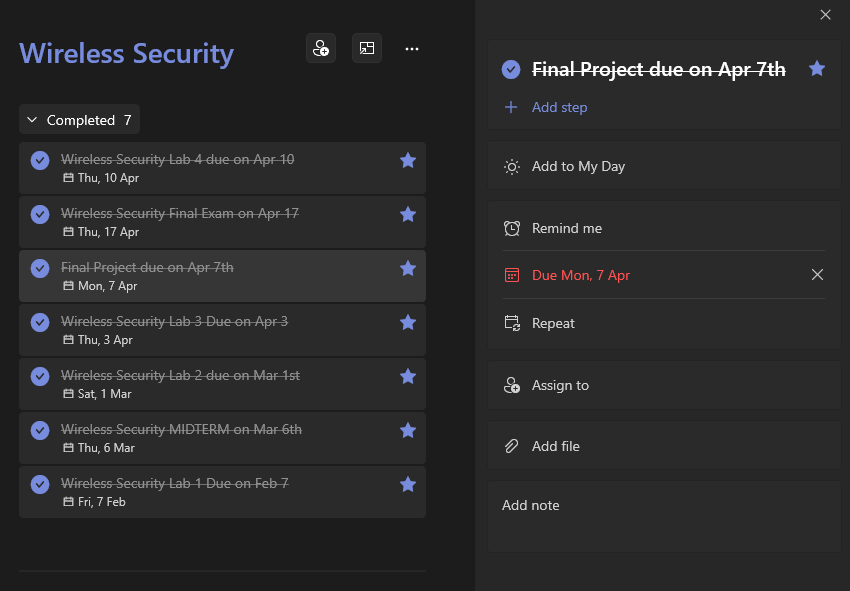 Wireless Security
Completed 7
Wireless Security Lab 4 due on Apr 10
Thu, 10 Apr
Wireless Security Final Exam on Apr 17
Thu, 17 Apr
Final Project due on Apr 7th
Mon, 7 Apr
Wireless Security Lab 3 Due on Apr 3
Thu, 3 Apr
Wireless Security Lab 2 due on Mar 1st
Sat, 1 Mar
Wireless Security MIDTERM on Mar 6th
Thu, 6 Mar
Wireless Security Lab 1 Due on Feb 7
Fri, 7 Feb
Final Project due on Apr 7th
Add step
Add to My Day
Remind me
Due Mon, 7 Apr
Repeat
Assign to
Add file
Add note